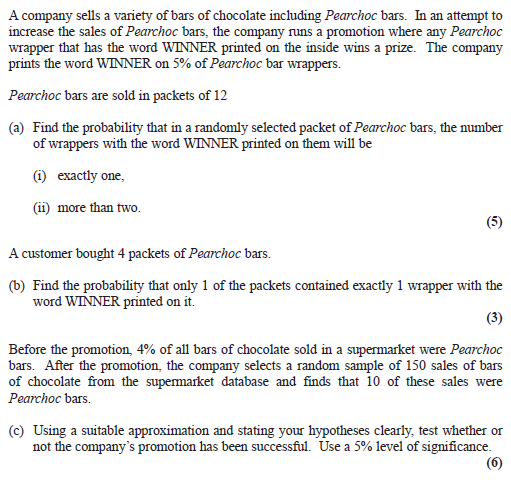 A company sells a variety of bars of chocolate including Pearchoc bars. In an attempt to
increase the sales of Pearchoc bars, the company runs a promotion where any Pearchoc
wrapper that has the word WINNER printed on the inside wins a prize. The company
prints the word WINNER on 5% of Pearchoc bar wrappers.
Pearchoc bars are sold in packets of 12
(a) Find the probability that in a randomly selected packet of Pearchoc bars, the number
of wrappers with the word WINNER printed on them will be
(i) exactly one,
(ii) more than two.
(5)
A customer bought 4 packets of Pearchoc bars.
(b) Find the probability that only 1 of the packets contained exactly 1 wrapper with the
word WINNER printed on it.
(3)
Before the promotion, 4% of all bars of chocolate sold in a supermarket were Pearchoc
bars. After the promotion, the company selects a random sample of 150 sales of bars
of chocolate from the supermarket database and finds that 10 of these sales were
Pearchoc bars.
(c) Using a suitable approximation and stating your hypotheses clearly, test whether or
not the company's promotion has been successful. Use a 5% level of significance.
(6)